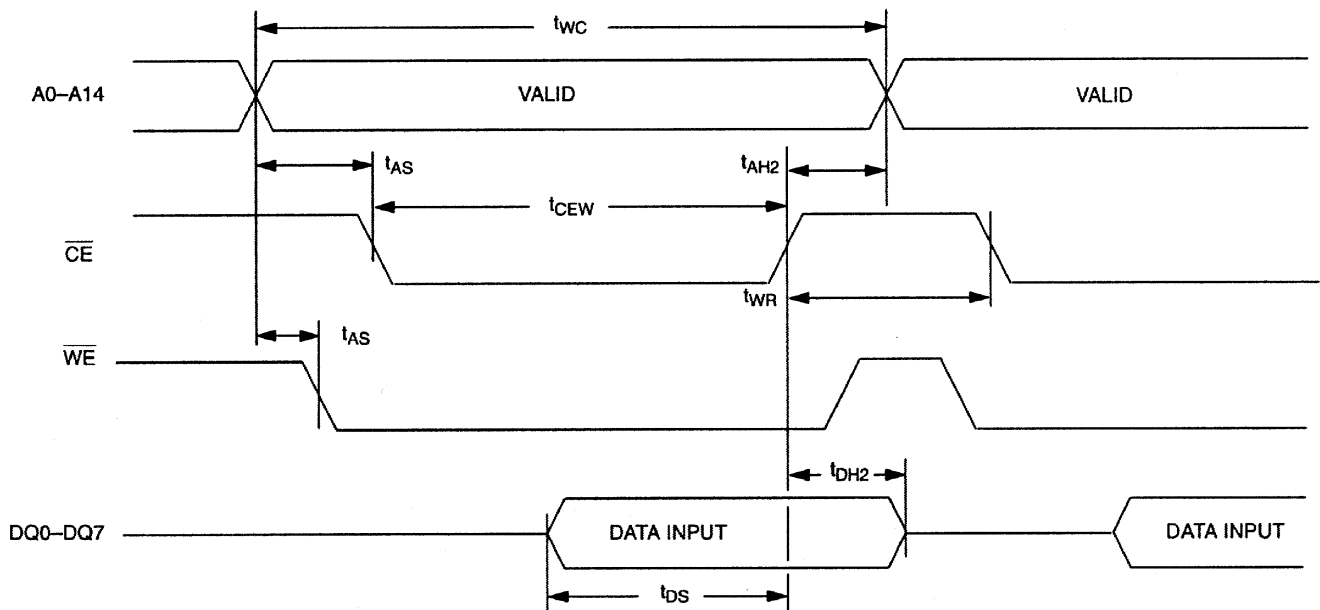 tWC
A0–A14 VALID VALID
tAS tAH2
tCEW
CE
tWR
tAS
WE
tDH2
DQ0–DQ7 DATA INPUT DATA INPUT
tDS